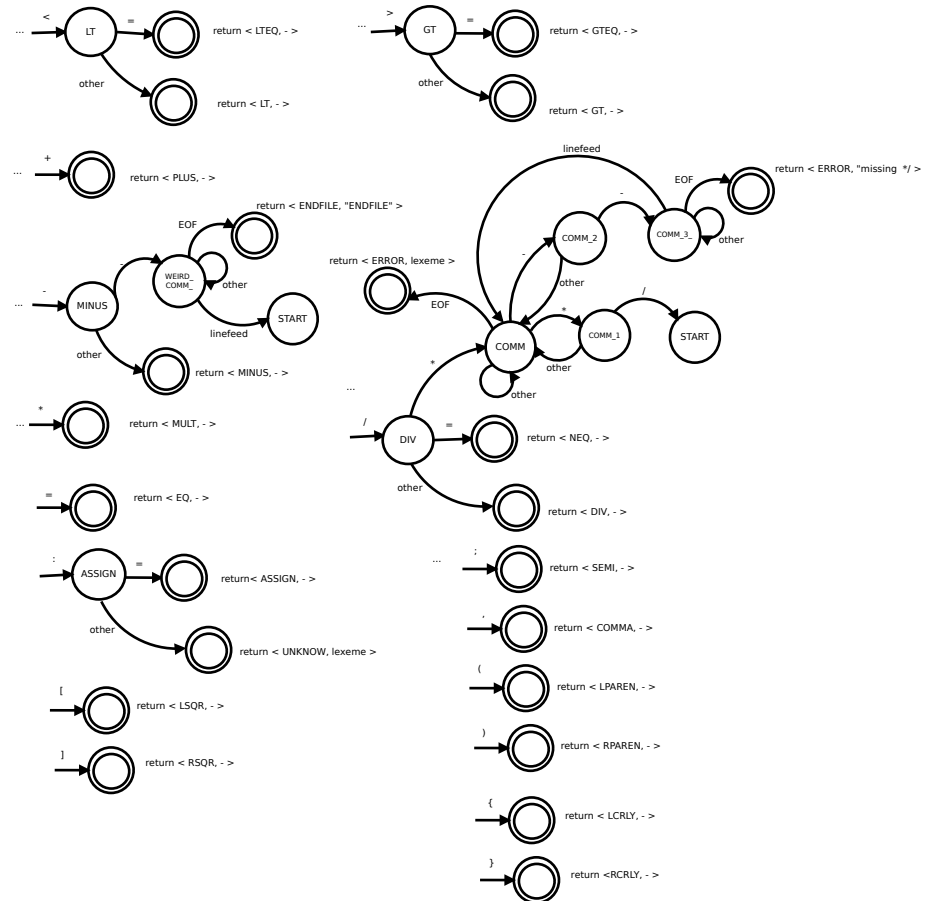 < >
... LT = return < LTEQ, - > ... GT = return < GTEQ, - >
other other
return < LT, - > return < GT, - >
linefeed
+
... return < PLUS, - >
- EOF return < ERROR, "missing */ >
return < ENDFILE, "ENDFILE" >
EOF COMM_2 COMM_3_ other
- WEIRD_
COMM_ other
return < ERROR, lexeme > - other
... - MINUS EOF * /
START COMM COMM_1 START
linefeed
other * other
return < MINUS, - >
... other
*
... return < MULT, - > / DIV = return < NEQ, - >
other
= return < EQ, - >
return < DIV, - >
: ASSIGN = return< ASSIGN, - > ... ; return < SEMI, - >
other , return < COMMA, - >
return < UNKNOW, lexeme >
[ return < LSQR, - > ( return < LPAREN, - >
] return < RSQR, - > ) return < RPAREN, - >
{ return < LCRLY, - >
} return <RCRLY, - >